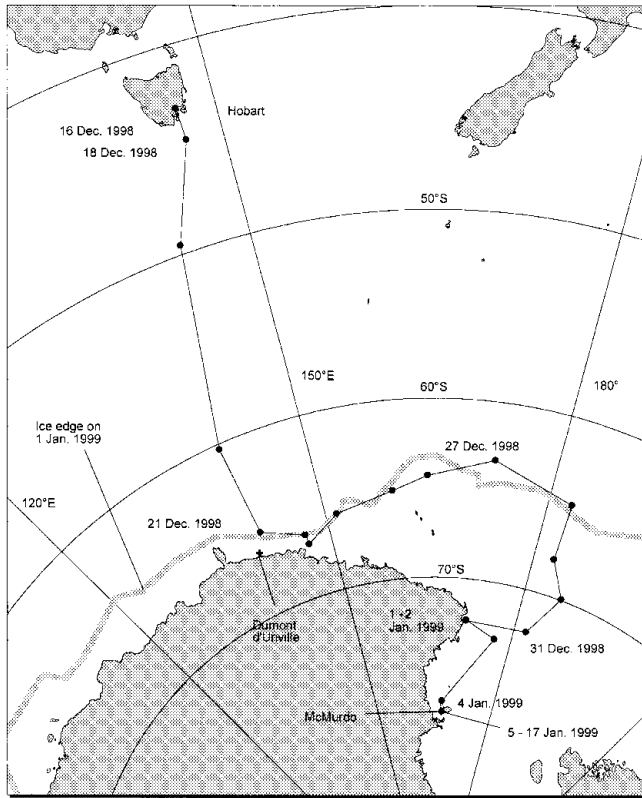 Hobart
16 Dec. 1998
18 Dec. 1998
50°S
150°E
60°S
180°
Ice edge on
1 Jan. 1999
27 Dec. 1998
120°E
21 Dec. 1998
70°S
Dumont
d'Urville
1 -2
Jan. 1999
31 Dec. 1998
4 Jan. 1999
McMurdo
5 - 17 Jan. 1999